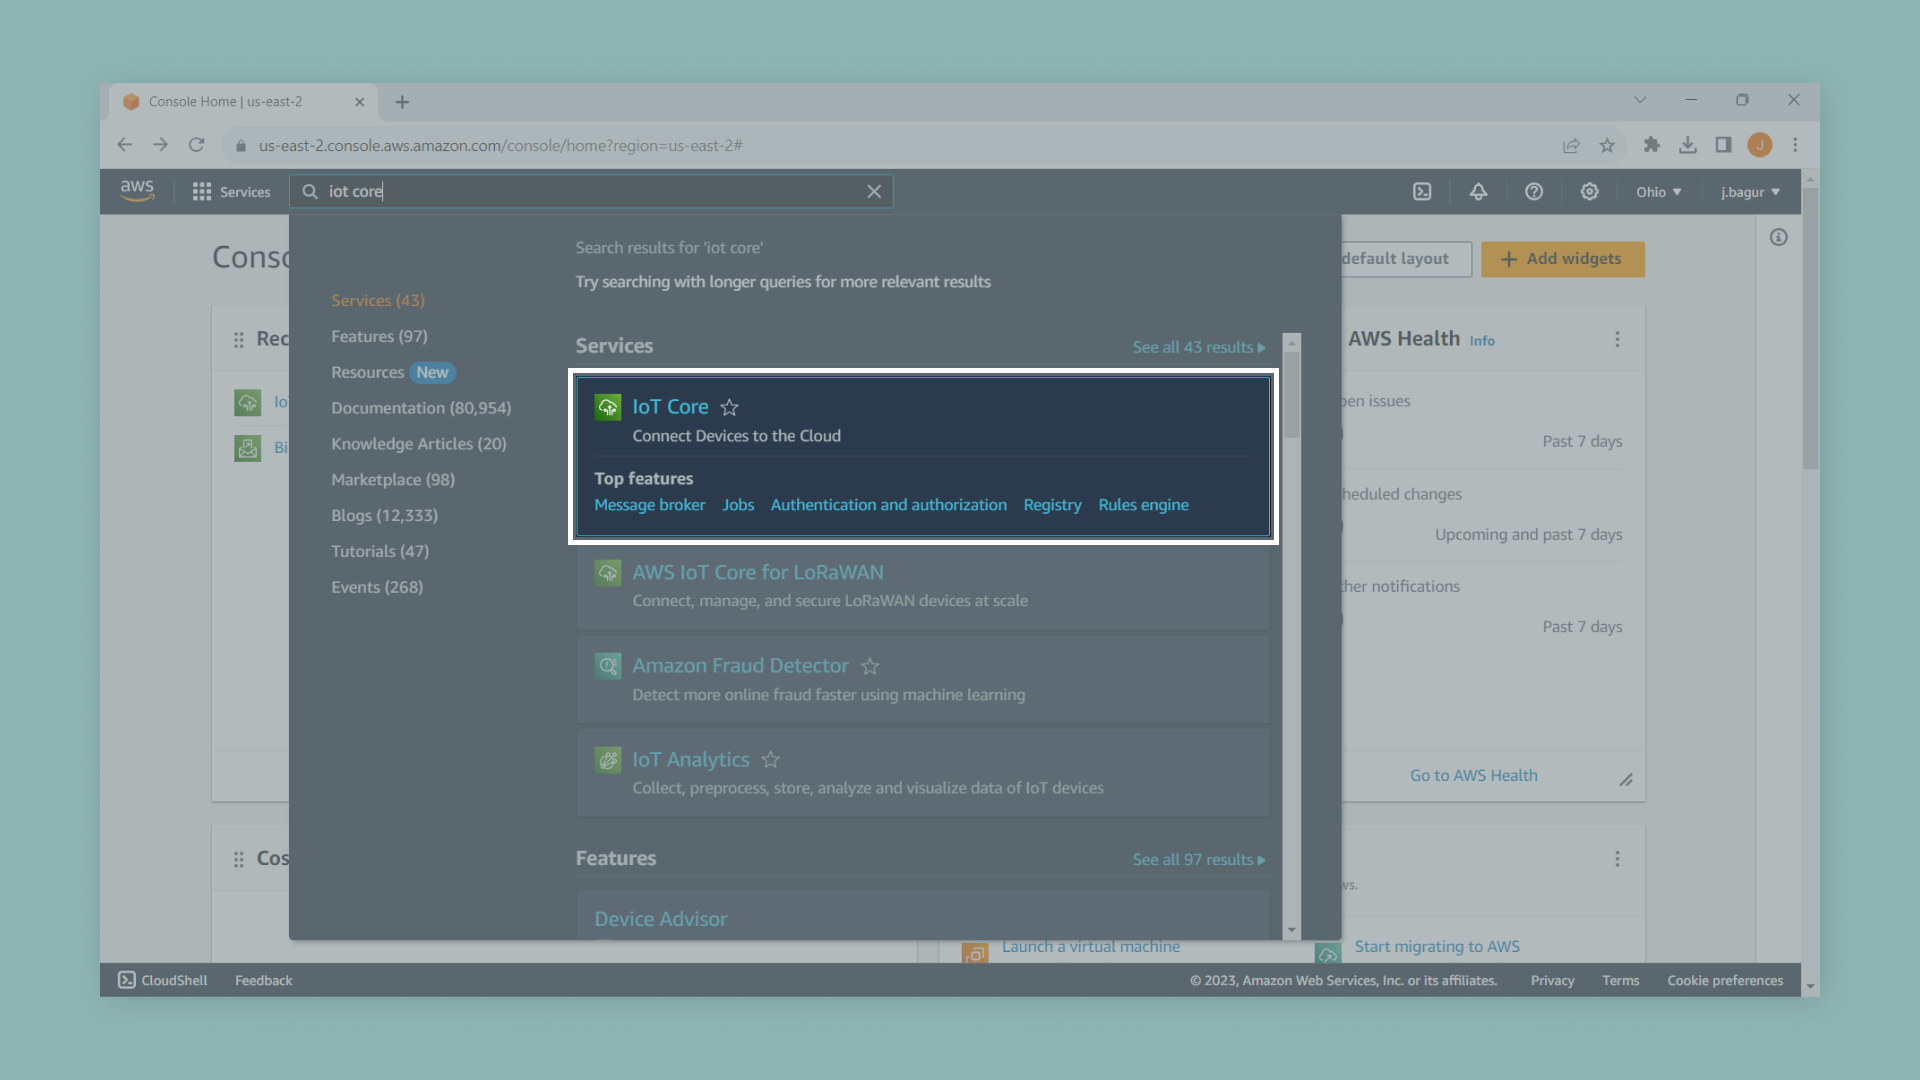 Console Home | us-east-2
us-east-2.console.aws.amazon.com/console/home?region=us-east-2#
J
aws
Services
iot core
Ohio
j.bagur
Search results for 'iot core'
Try searching with longer queries for more relevant results
Services (43)
Features (97)
Resources New
Documentation (80,954)
Knowledge Articles (20)
Marketplace (98)
Blogs (12,333)
Tutorials (47)
Events (268)
Services
See all 43 results
IoT Core
Connect Devices to the Cloud
Top features
Message broker Jobs Authentication and authorization Registry Rules engine
AWS IoT Core for LoRaWAN
Connect, manage, and secure LoRaWAN devices at scale
Amazon Fraud Detector
Detect more online fraud faster using machine learning
IoT Analytics
Collect, preprocess, store, analyze and visualize data of IoT devices
Features
See all 97 results
Device Advisor
default layout
Add widgets
AWS Health Info
issues
Past 7 days
changes
Upcoming and past 7 days
notifications
Past 7 days
Go to AWS Health
Launch a virtual machine
Start migrating to AWS
CloudShell
Feedback
© 2023, Amazon Web Services, Inc. or its affiliates.
Privacy
Terms
Cookie preferences